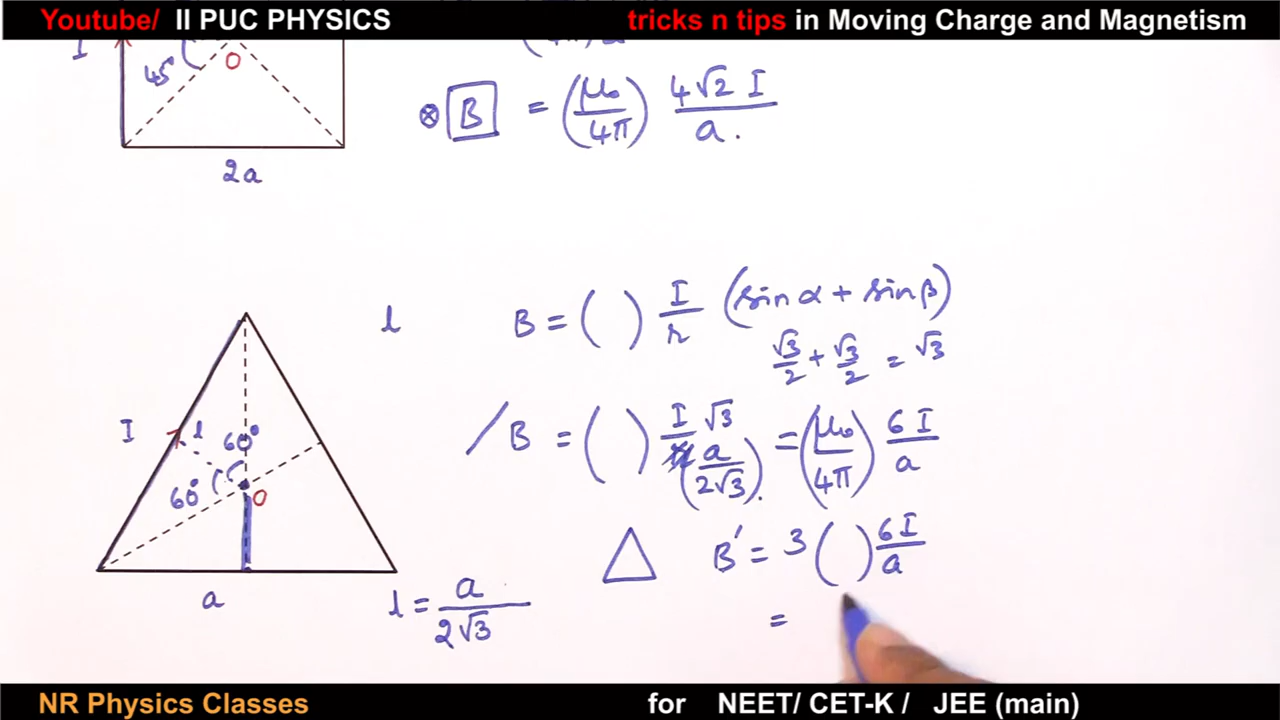 Youtube/ II PUC PHYSICS
tricks n tips in Moving Charge and Magnetism
I
45°
O
2a
⊗ B = (μ₀/4π) 4√2 I/a.
l
B = ( ) I/r (sin α + sin β)
√3/2 + √3/2 = √3
I
l
60°
60°
O
a
l = a/2√3
/ B = ( ) I √3/(a/2√3). = (μ₀/4π) 6 I/a
△ B′ = 3 ( ) 6I/a
=
NR Physics Classes
for NEET/ CET-K / JEE (main)